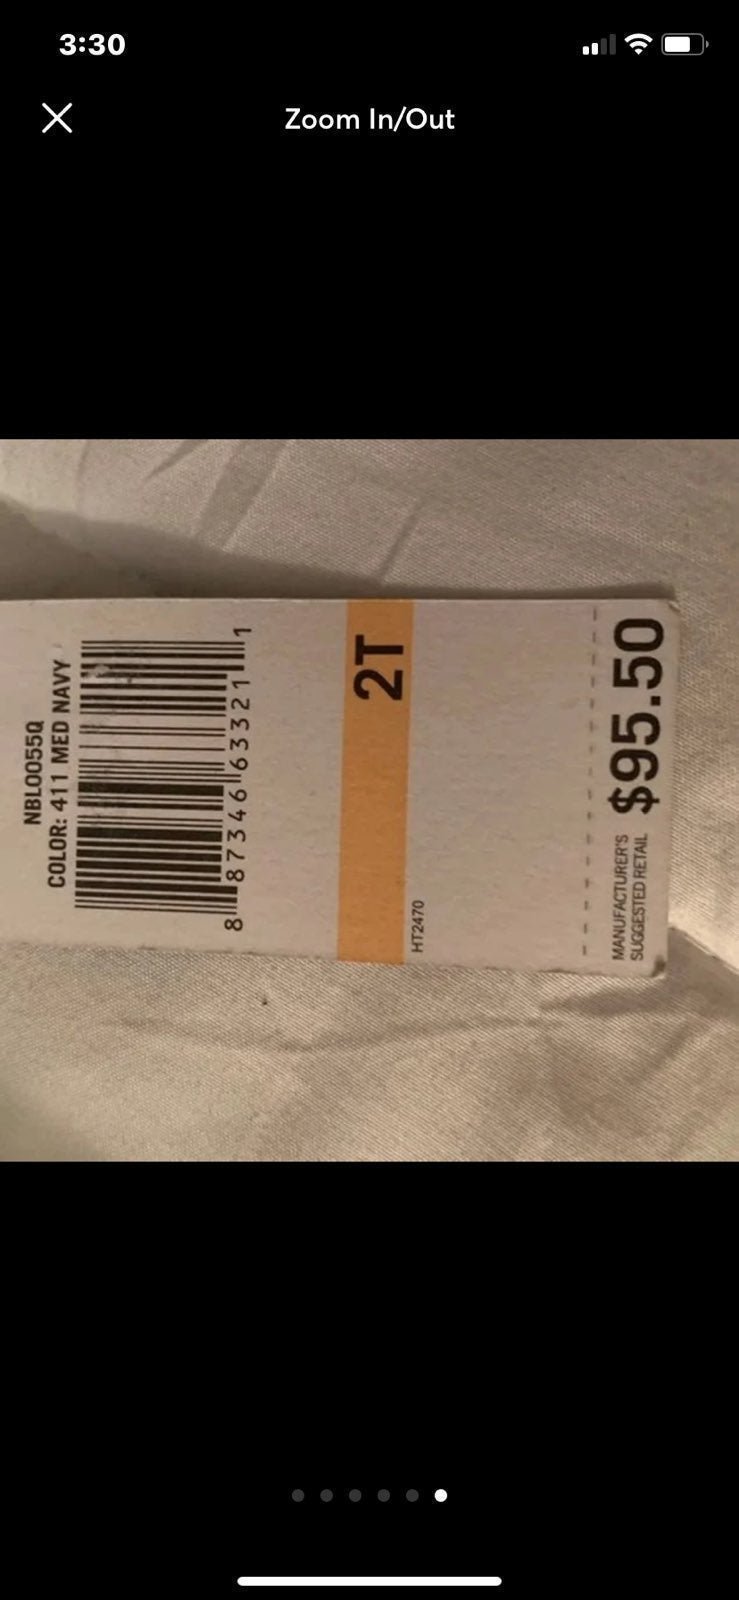 3:30
Zoom In/Out
NBLO055Q
COLOR: 411 MED NAVY
8 87346 63321 1
2T
HT2470
MANUFACTURER'S
SUGGESTED RETAIL
$95.50